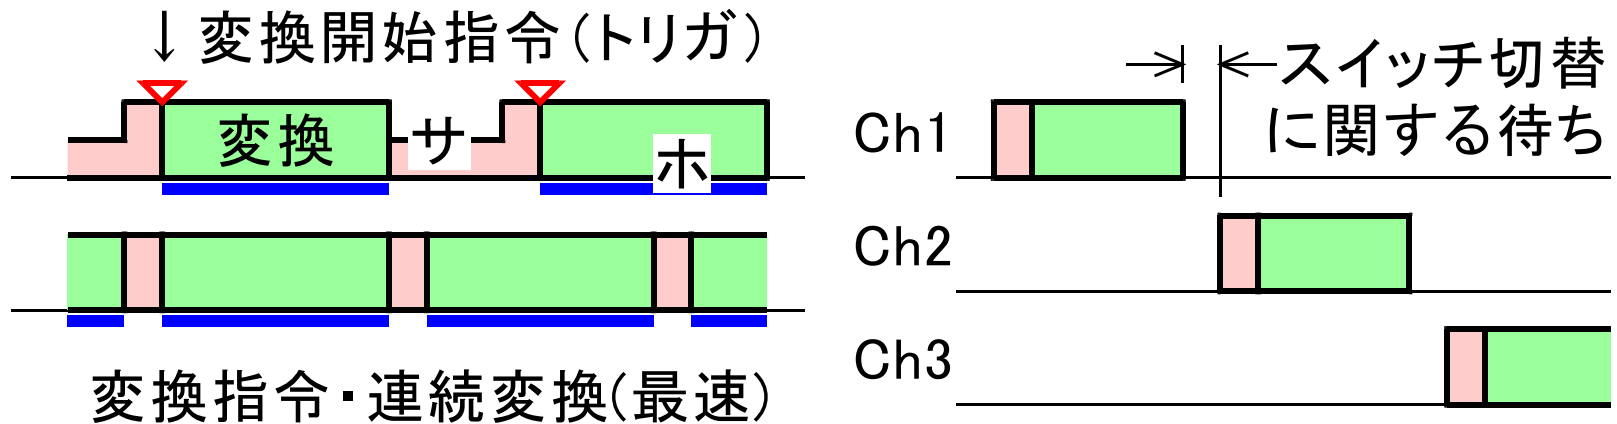 ↓変換開始指令(トリガ)
変換
サ
ホ
変換指令・連続変換(最速)
スイッチ切替
に関する待ち
Ch1
Ch2
Ch3